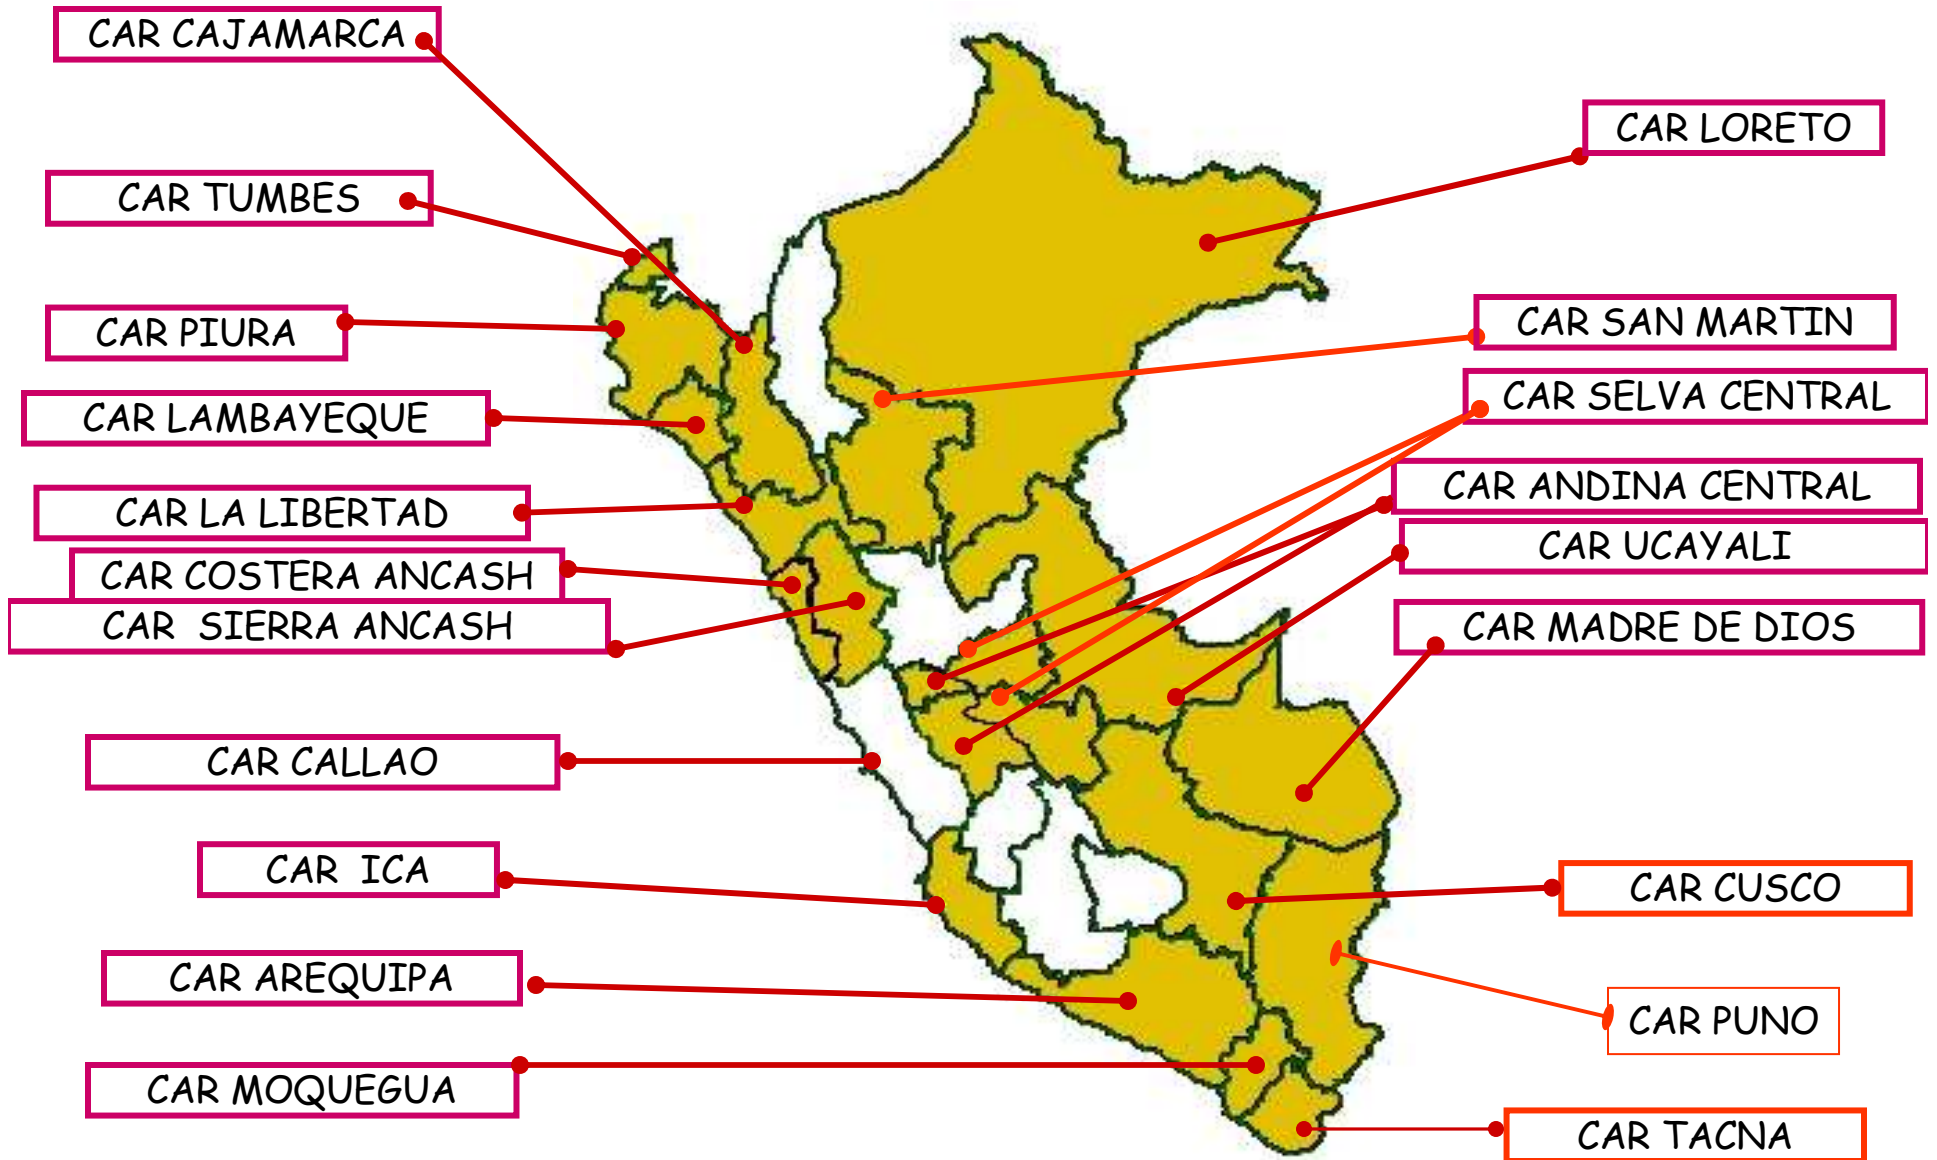 CAR CAJAMARCA
CAR TUMBES
CAR PIURA
CAR LAMBAYEQUE
CAR LA LIBERTAD
CAR COSTERA ANCASH
CAR SIERRA ANCASH
CAR CALLAO
CAR ICA
CAR AREQUIPA
CAR MOQUEGUA
CAR LORETO
CAR SAN MARTIN
CAR SELVA CENTRAL
CAR ANDINA CENTRAL
CAR UCAYALI
CAR MADRE DE DIOS
CAR CUSCO
CAR PUNO
CAR TACNA